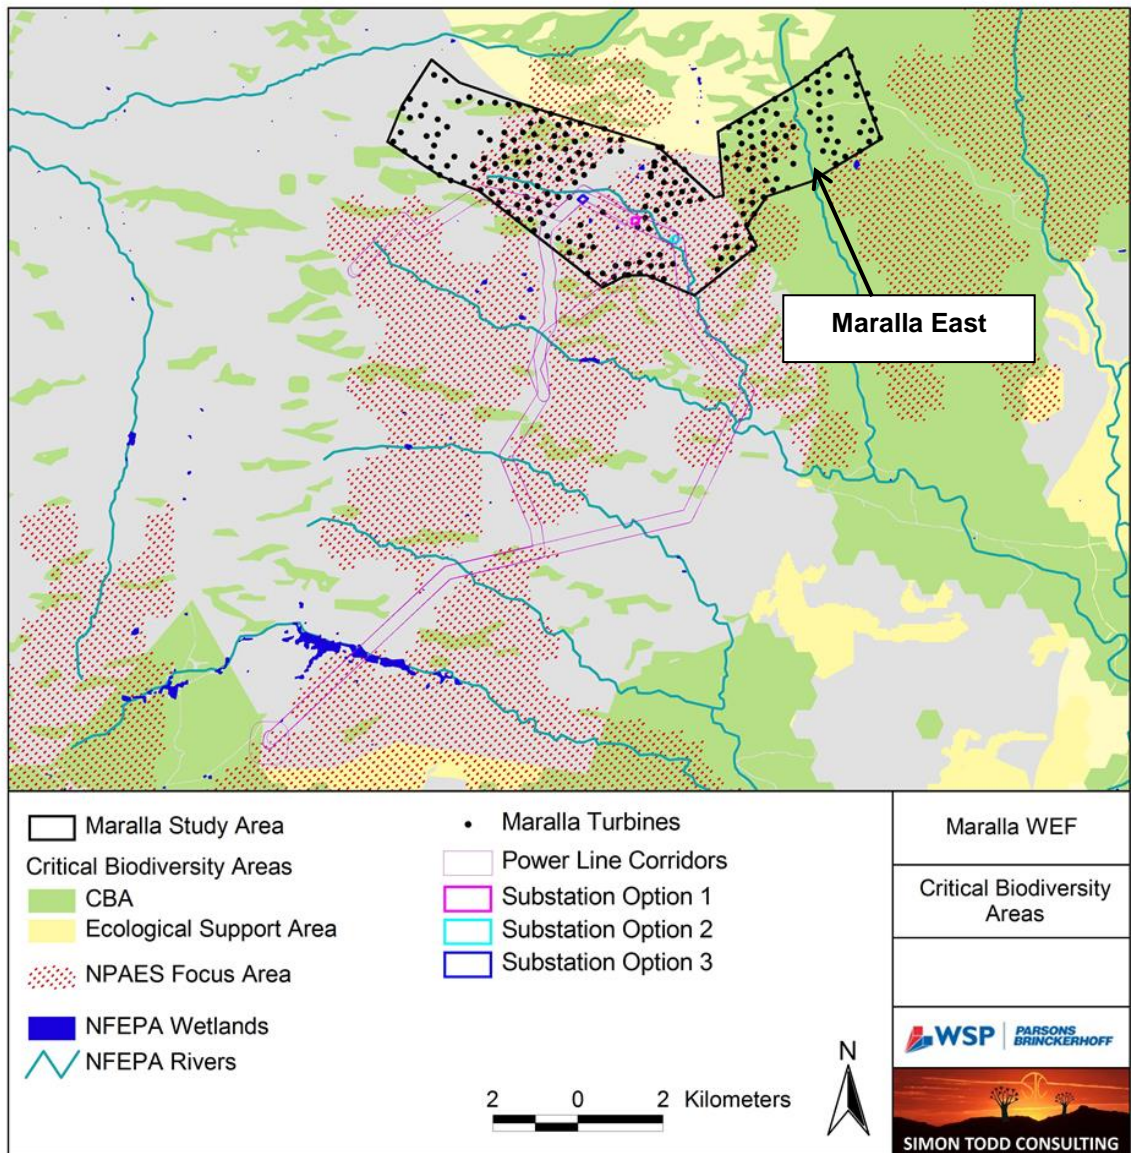 Maralla East
Maralla Study Area
Critical Biodiversity Areas
CBA
Ecological Support Area
NPAES Focus Area
NFEPA Wetlands
NFEPA Rivers
Maralla Turbines
Power Line Corridors
Substation Option 1
Substation Option 2
Substation Option 3
2 0 2 Kilometers
N
Maralla WEF
Critical Biodiversity
Areas
WSP PARSONS
BRINCKERHOFF
SIMON TODD CONSULTING